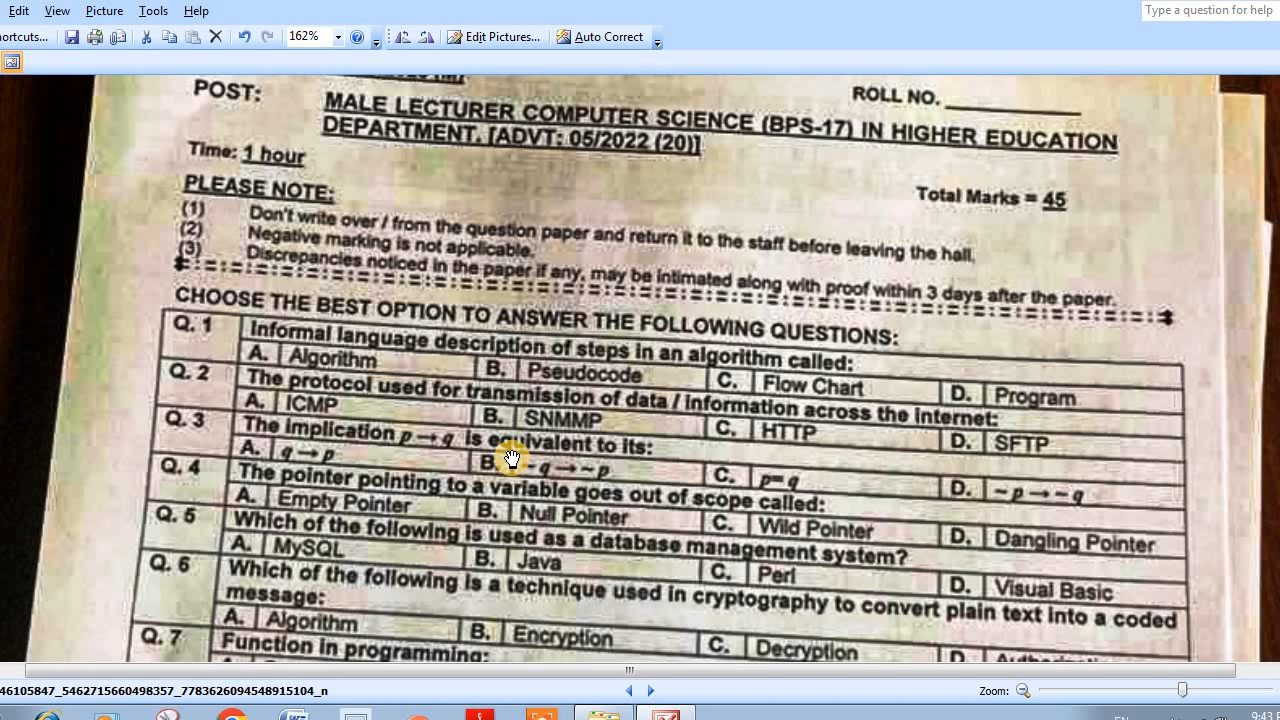 Edit View Picture Tools Help Type a question for help
ortcuts... 162% Edit Pictures... Auto Correct
POST: ROLL NO.
MALE LECTURER COMPUTER SCIENCE (BPS-17) IN HIGHER EDUCATION
DEPARTMENT. [ADVT: 05/2022 (20)]
Time: 1 hour
Total Marks = 45
PLEASE NOTE:
(1) Don't write over / from the question paper and return it to the staff before leaving the hall.
(2) Negative marking is not applicable.
(3) Discrepancies noticed in the paper if any, may be intimated along with proof within 3 days after the paper.
CHOOSE THE BEST OPTION TO ANSWER THE FOLLOWING QUESTIONS:
Q. 1 Informal language description of steps in an algorithm called:
A. Algorithm B. Pseudocode C. Flow Chart D. Program
Q. 2 The protocol used for transmission of data / information across the internet:
A. ICMP B. SNMMP C. HTTP D. SFTP
Q. 3 The implication p → q is equivalent to its:
A. q → p B. ~q → ~p C. p=q D. ~p → ~q
Q. 4 The pointer pointing to a variable goes out of scope called:
A. Empty Pointer B. Null Pointer C. Wild Pointer D. Dangling Pointer
Q. 5 Which of the following is used as a database management system?
A. MySQL B. Java C. Perl D. Visual Basic
Q. 6 Which of the following is a technique used in cryptography to convert plain text into a coded
message:
A. Algorithm B. Encryption C. Decryption D.
Q. 7 Function in programming:
46105847_5462715660498357_7783626094548915104_n Zoom:
EN 9:43